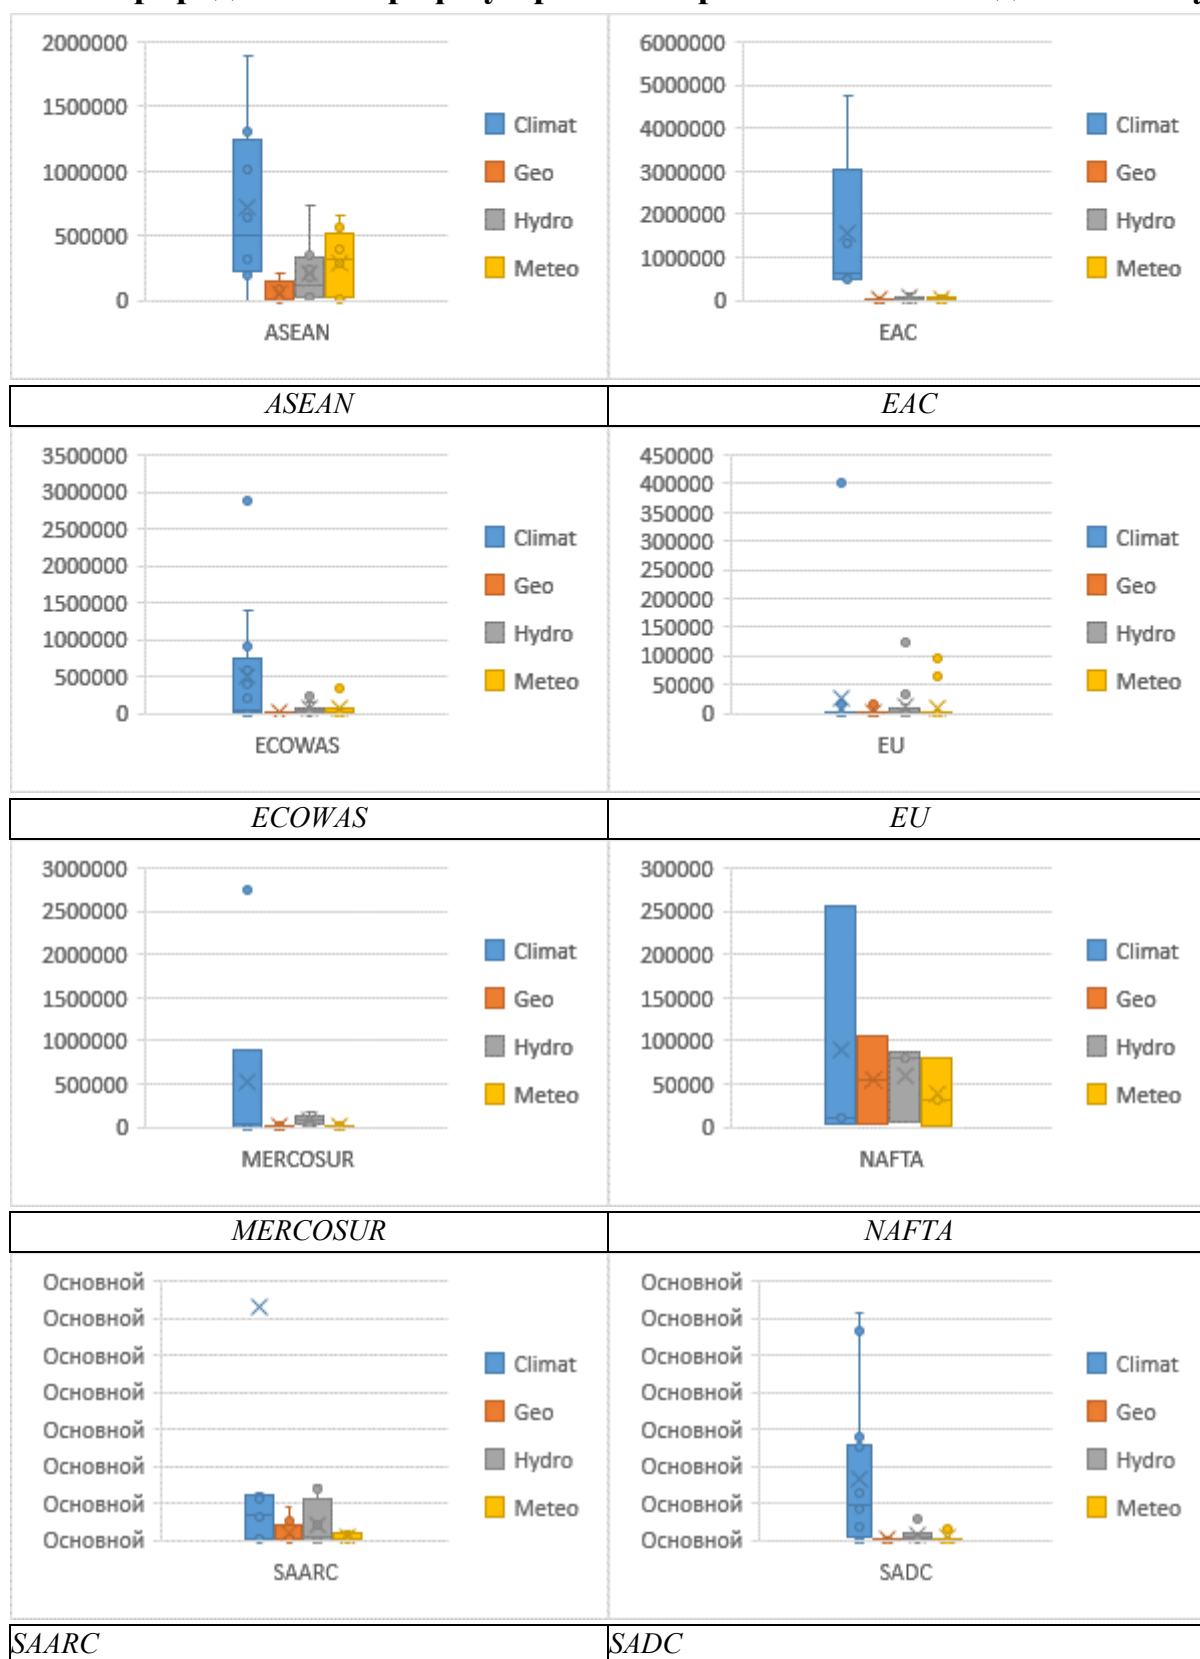 2000000
1500000
1000000
500000
0
ASEAN
Climat
Geo
Hydro
Meteo
6000000
5000000
4000000
3000000
2000000
1000000
0
EAC
Climat
Geo
Hydro
Meteo
ASEAN
EAC
3500000
3000000
2500000
2000000
1500000
1000000
500000
0
ECOWAS
Climat
Geo
Hydro
Meteo
450000
400000
350000
300000
250000
200000
150000
100000
50000
0
EU
Climat
Geo
Hydro
Meteo
ECOWAS
EU
3000000
2500000
2000000
1500000
1000000
500000
0
MERCOSUR
Climat
Geo
Hydro
Meteo
300000
250000
200000
150000
100000
50000
0
NAFTA
Climat
Geo
Hydro
Meteo
MERCOSUR
NAFTA
Основной
Основной
Основной
Основной
Основной
Основной
Основной
Основной
SAARC
Climat
Geo
Hydro
Meteo
Основной
Основной
Основной
Основной
Основной
Основной
Основной
Основной
SADC
Climat
Geo
Hydro
Meteo
SAARC
SADC